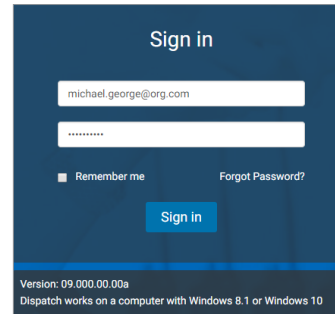 Sign in
michael.george@org.com
••••••••••
Remember me
Forgot Password?
Sign in
Version: 09.000.00.00a
Dispatch works on a computer with Windows 8.1 or Windows 10